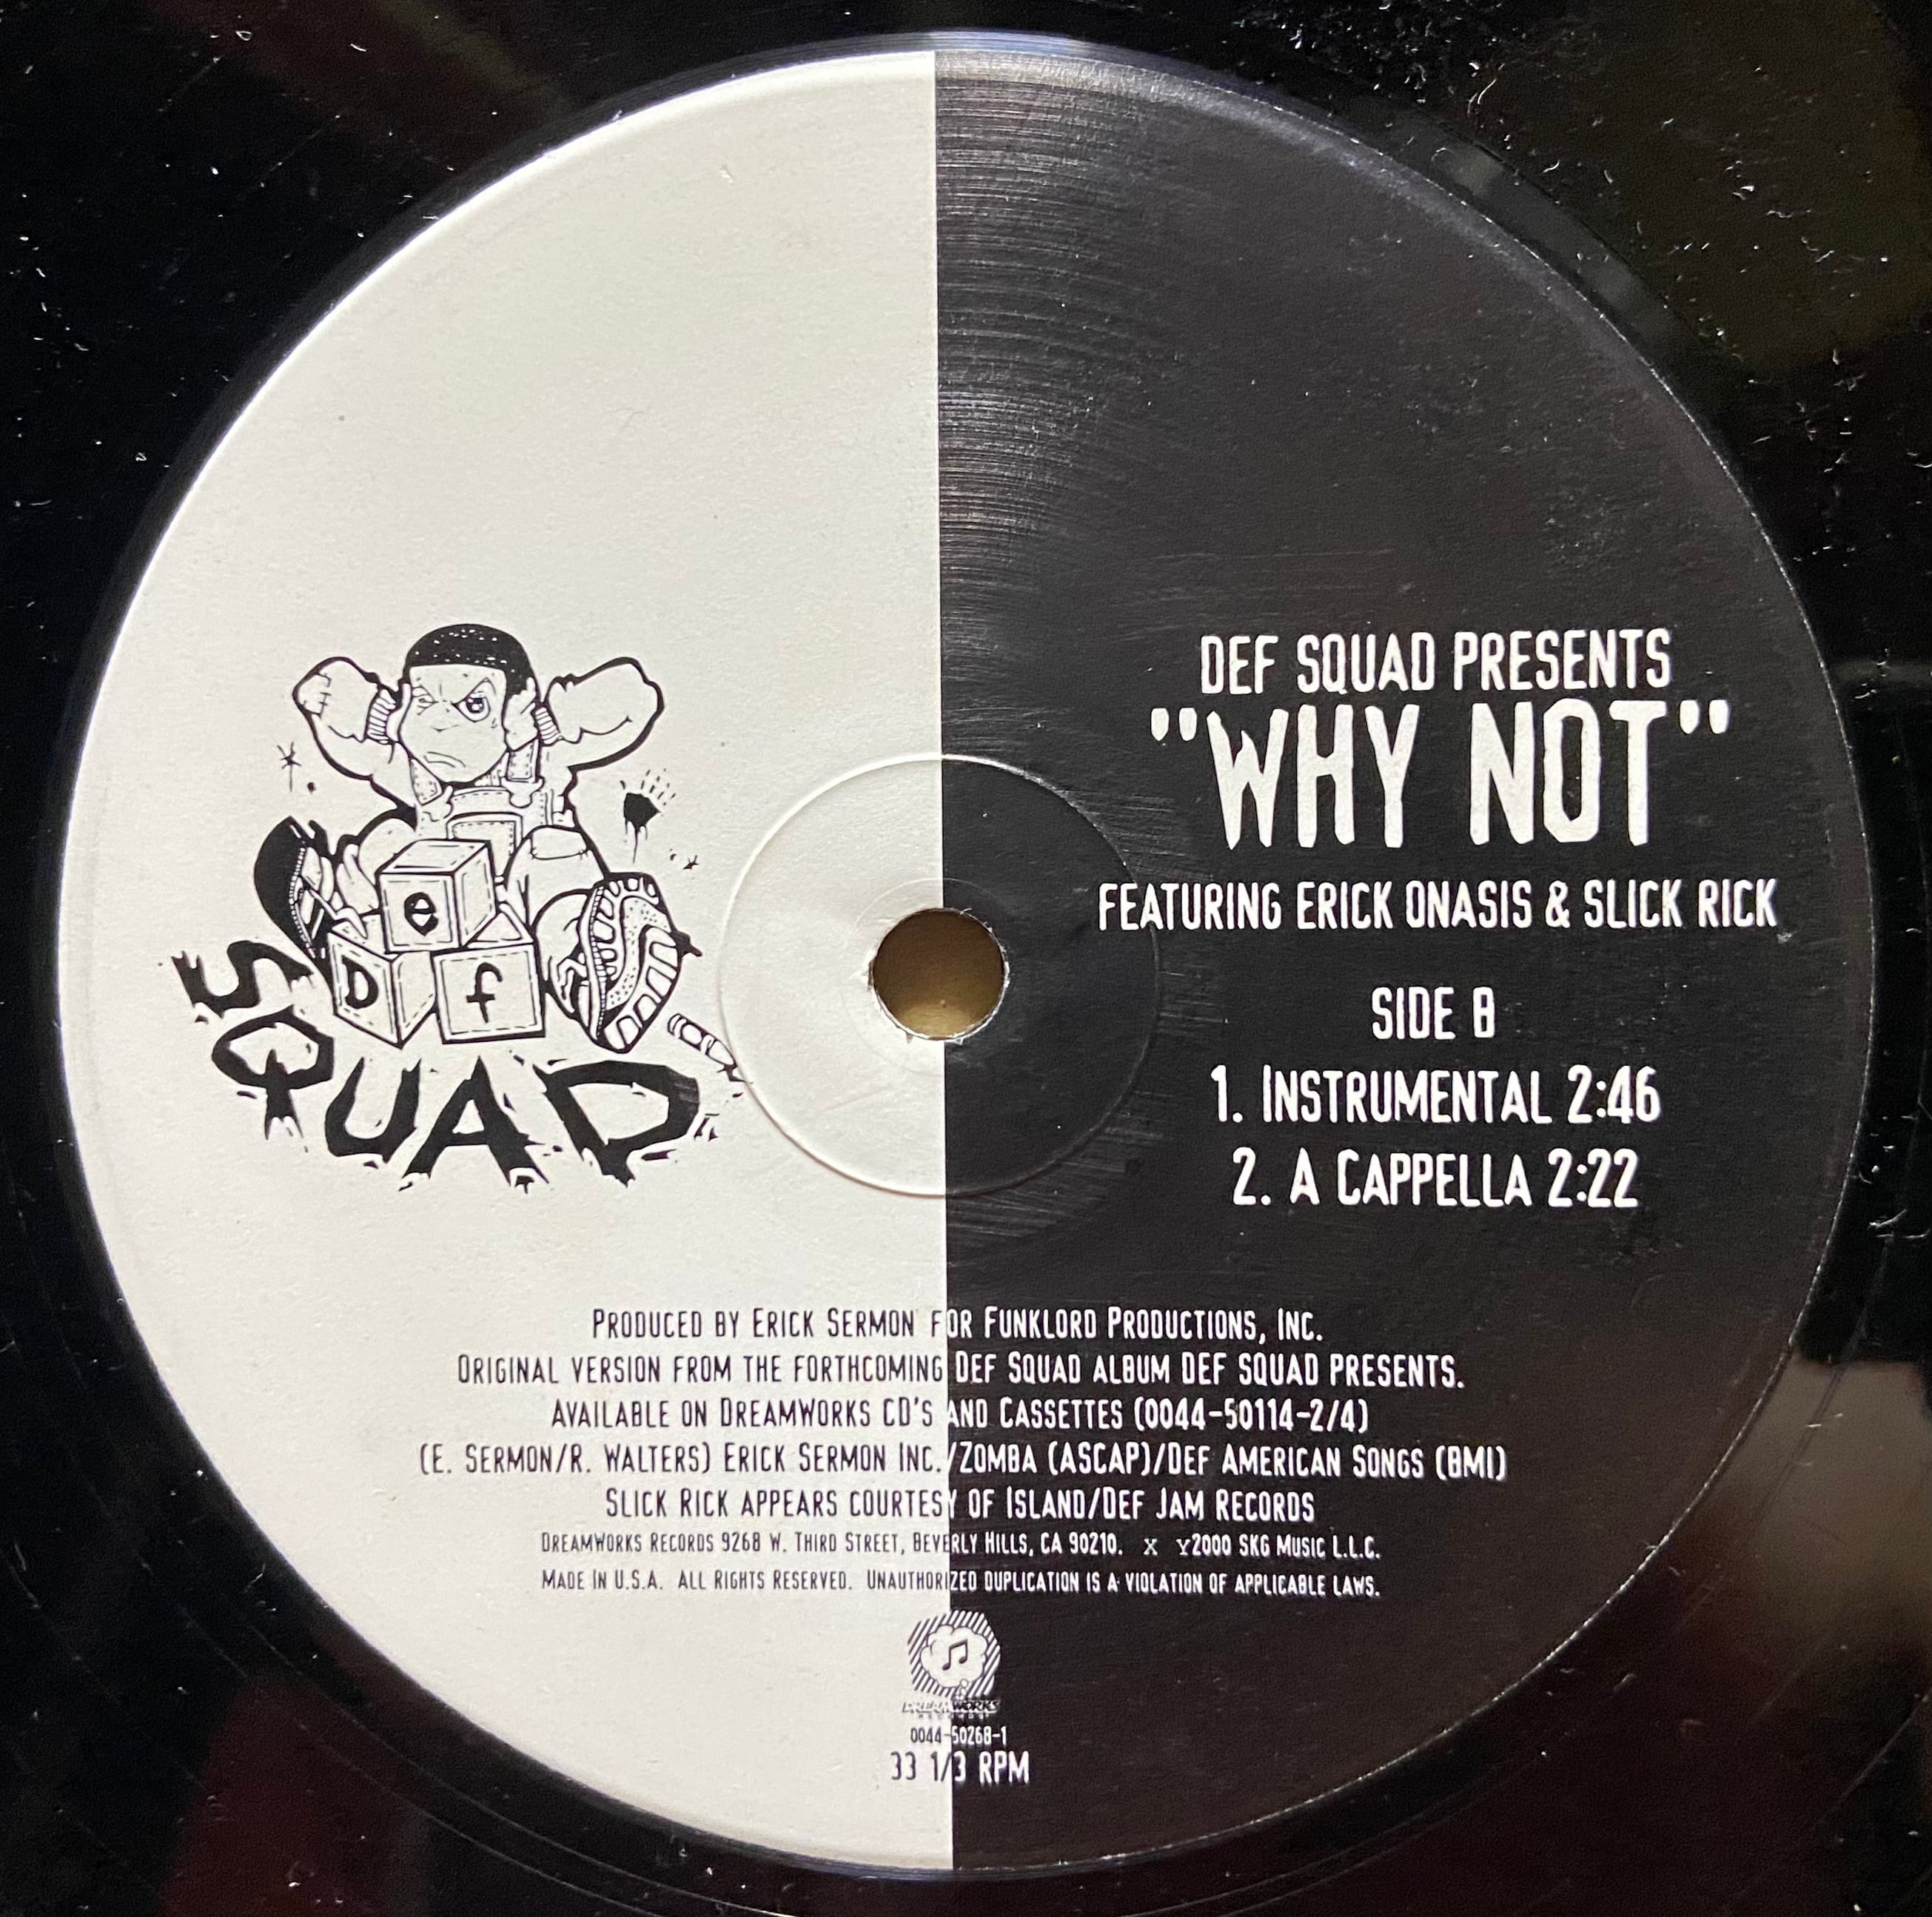 DEF SQUAD PRESENTS
"WHY NOT"
FEATURING ERICK ONASIS & SLICK RICK
SIDE B
1. INSTRUMENTAL 2:46
2. A CAPPELLA 2:22
e
D f
SQUAD
PRODUCED BY ERICK SERMON FOR FUNKLORD PRODUCTIONS, INC.
ORIGINAL VERSION FROM THE FORTHCOMING DEF SQUAD ALBUM DEF SQUAD PRESENTS.
AVAILABLE ON DREAMWORKS CD'S AND CASSETTES (0044-50114-2/4)
(E. SERMON/R. WALTERS) ERICK SERMON INC./ZOMBA (ASCAP)/DEF AMERICAN SONGS (BMI)
SLICK RICK APPEARS COURTESY OF ISLAND/DEF JAM RECORDS
DREAMWORKS RECORDS 9268 W. THIRD STREET, BEVERLY HILLS, CA 90210. X Y2000 SKG MUSIC L.L.C.
MADE IN U.S.A. ALL RIGHTS RESERVED. UNAUTHORIZED DUPLICATION IS A VIOLATION OF APPLICABLE LAWS.
DREAMWORKS
RECORDS
0044-50268-1
33 1/3 RPM